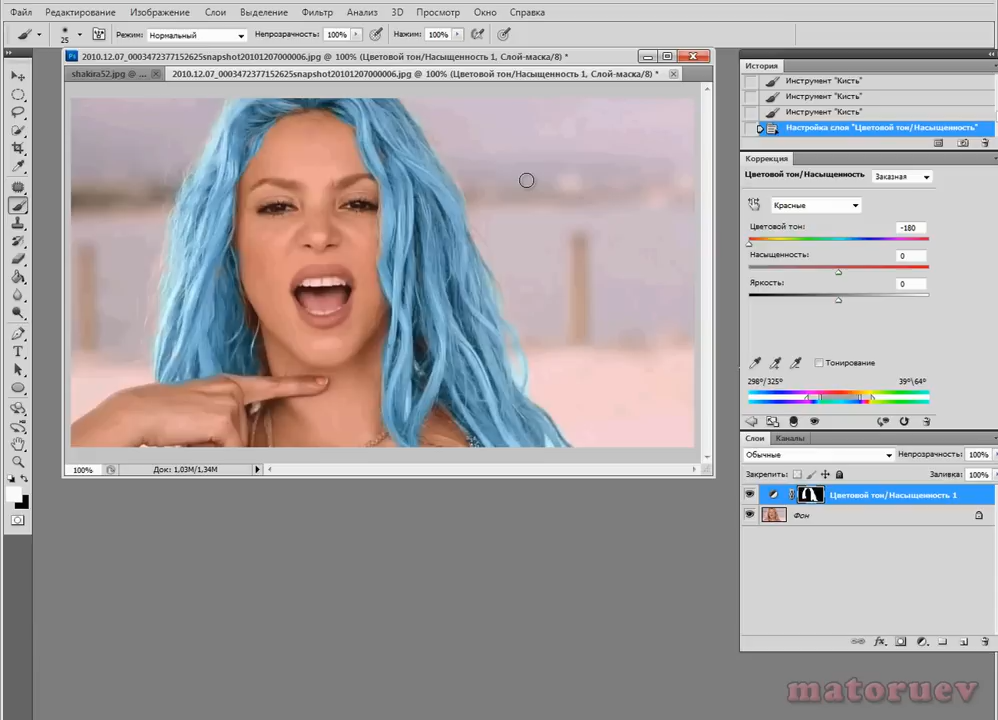 Файл Редактирование Изображение Слои Выделение Фильтр Анализ 3D Просмотр Окно Справка
25 Режим: Нормальный Непрозрачность: 100% Нажим: 100%
2010.12.07_0003472377152625snapshot20101207000006.jpg @ 100% (Цветовой тон/Насыщенность 1, Слой-маска/8) *
shakira52.jpg @ ... 2010.12.07_0003472377152625snapshot20101207000006.jpg @ 100% (Цветовой тон/Насыщенность 1, Слой-маска/8) *
100% Док: 1,03M/1,34M
История
Инструмент "Кисть"
Инструмент "Кисть"
Инструмент "Кисть"
Настройка слоя "Цветовой тон/Насыщенность"
Коррекция
Цветовой тон/Насыщенность Заказная
Красные
Цветовой тон: -180
Насыщенность: 0
Яркость: 0
Тонирование
298°/325° 39°\64°
Слои Каналы
Обычные Непрозрачность: 100%
Закрепить: Заливка: 100%
Цветовой тон/Насыщенность 1
Фон
matoruev